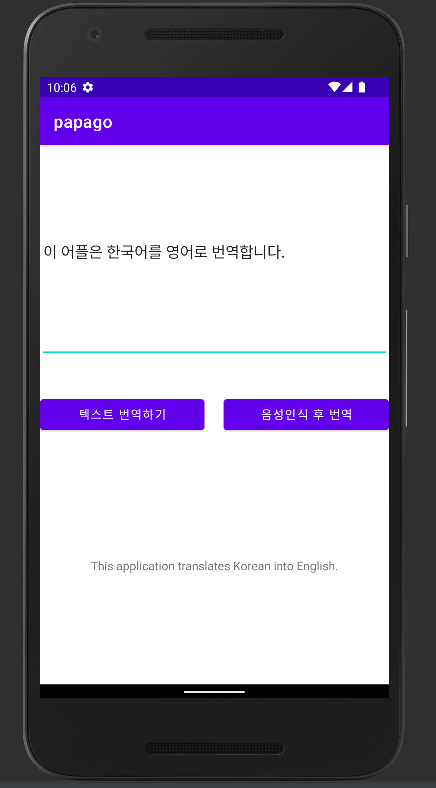 10:06
papago
이 어플은 한국어를 영어로 번역합니다.
텍스트 번역하기
음성인식 후 번역
This application translates Korean into English.